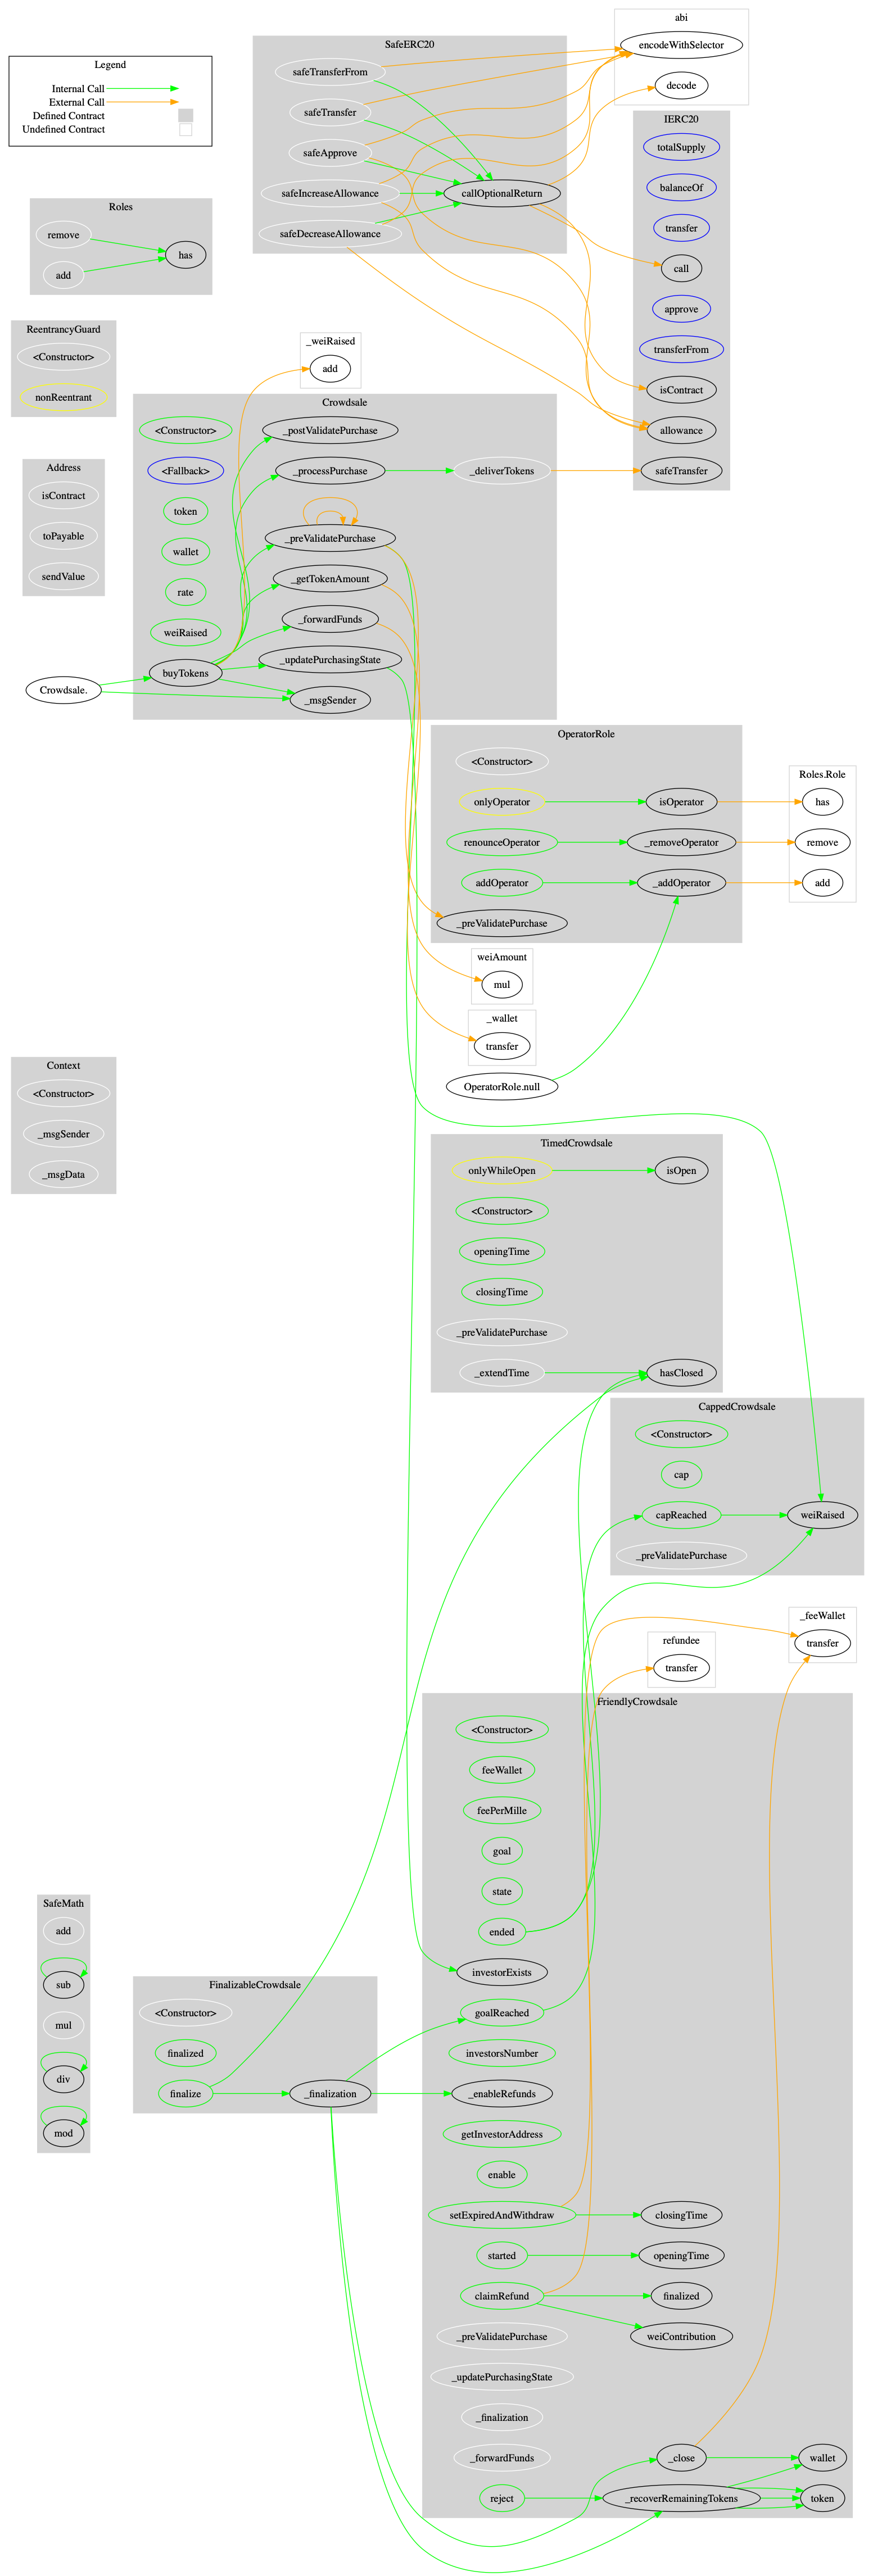 Legend
Internal Call
External Call
Defined Contract
Undefined Contract
SafeERC20
safeTransferFrom
safeTransfer
safeApprove
safeIncreaseAllowance
safeDecreaseAllowance
callOptionalReturn
abi
encodeWithSelector
decode
IERC20
totalSupply
balanceOf
transfer
call
approve
transferFrom
isContract
allowance
safeTransfer
Roles
remove
add
has
ReentrancyGuard
<Constructor>
nonReentrant
_weiRaised
add
Address
isContract
toPayable
sendValue
Crowdsale.
Crowdsale
<Constructor>
<Fallback>
token
wallet
rate
weiRaised
buyTokens
_postValidatePurchase
_processPurchase
_preValidatePurchase
_getTokenAmount
_forwardFunds
_updatePurchasingState
_msgSender
_deliverTokens
OperatorRole
<Constructor>
onlyOperator
renounceOperator
addOperator
_preValidatePurchase
isOperator
_removeOperator
_addOperator
Roles.Role
has
remove
add
weiAmount
mul
_wallet
transfer
OperatorRole.null
Context
<Constructor>
_msgSender
_msgData
TimedCrowdsale
onlyWhileOpen
<Constructor>
openingTime
closingTime
_preValidatePurchase
_extendTime
isOpen
hasClosed
CappedCrowdsale
<Constructor>
cap
capReached
_preValidatePurchase
weiRaised
_feeWallet
transfer
refundee
transfer
FriendlyCrowdsale
<Constructor>
feeWallet
feePerMille
goal
state
ended
investorExists
goalReached
investorsNumber
_enableRefunds
getInvestorAddress
enable
setExpiredAndWithdraw
started
claimRefund
_preValidatePurchase
_updatePurchasingState
_finalization
_forwardFunds
reject
closingTime
openingTime
finalized
weiContribution
_close
_recoverRemainingTokens
wallet
token
SafeMath
add
sub
mul
div
mod
FinalizableCrowdsale
<Constructor>
finalized
finalize
_finalization